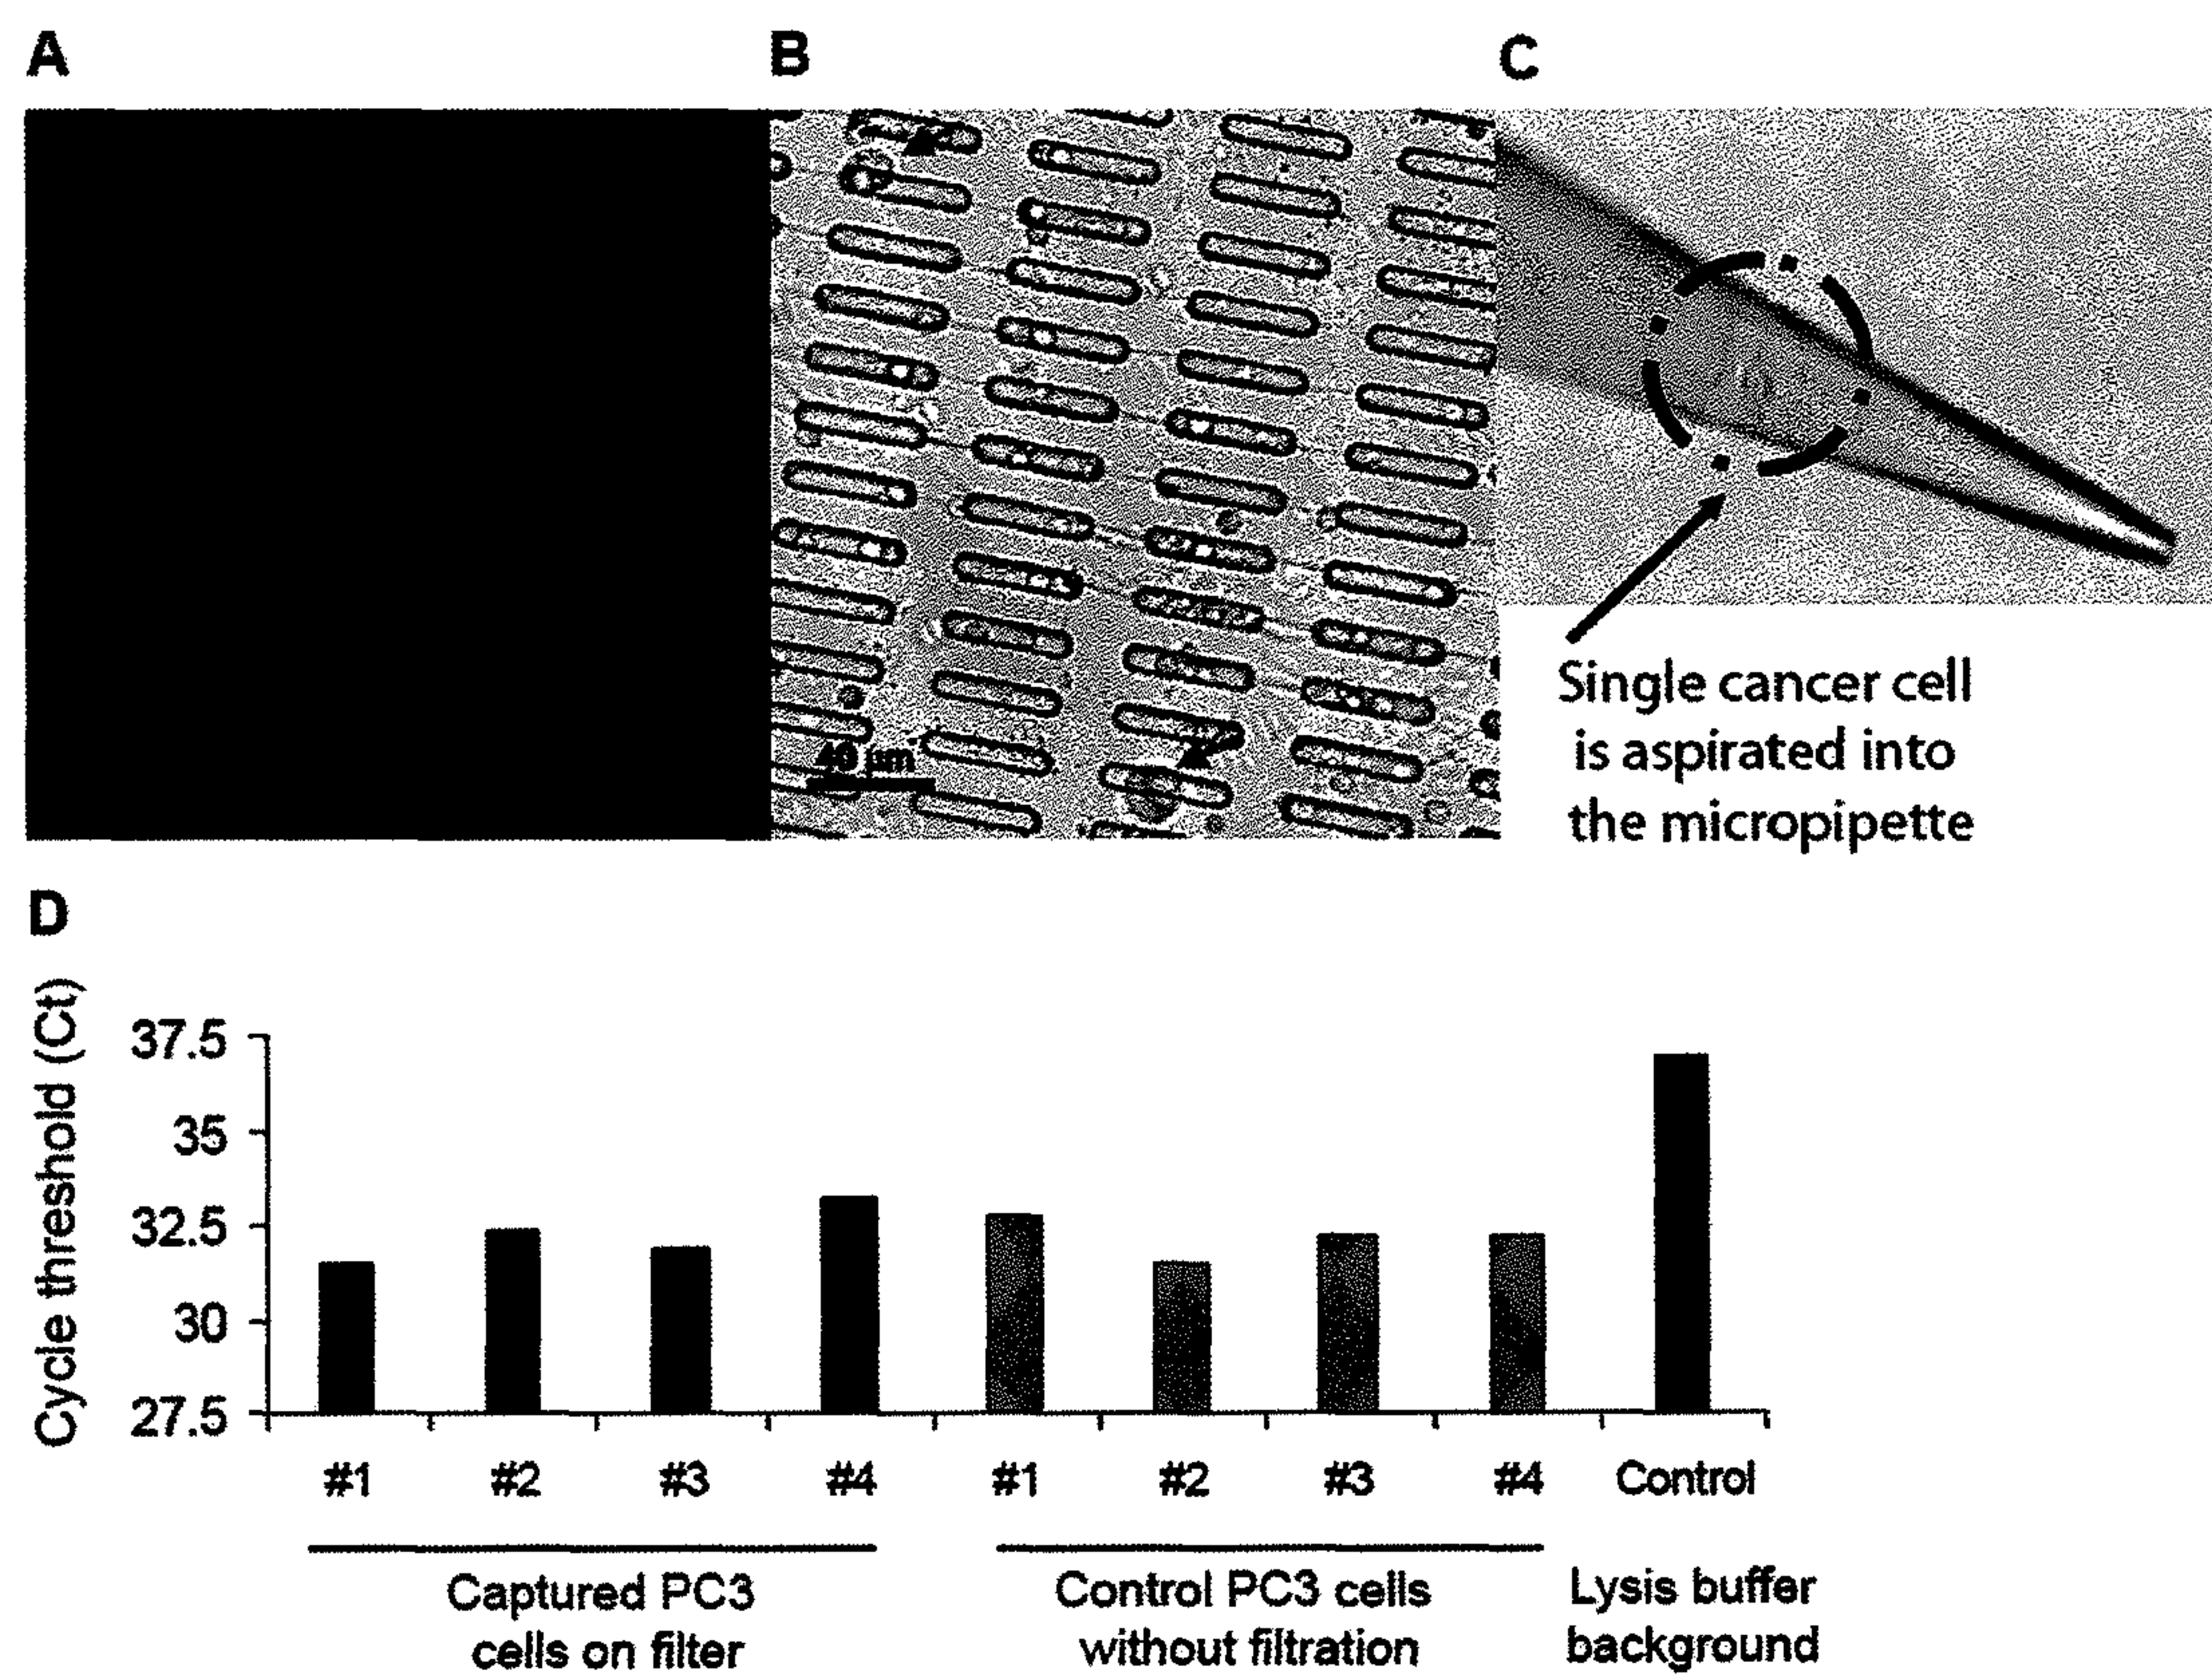 A
B
C
40 µm
Single cancer cell
is aspirated into
the micropipette
D
Cycle threshold (Ct)
37.5
35
32.5
30
27.5
#1 #2 #3 #4 #1 #2 #3 #4 Control
Captured PC3
cells on filter
Control PC3 cells
without filtration
Lysis buffer
background